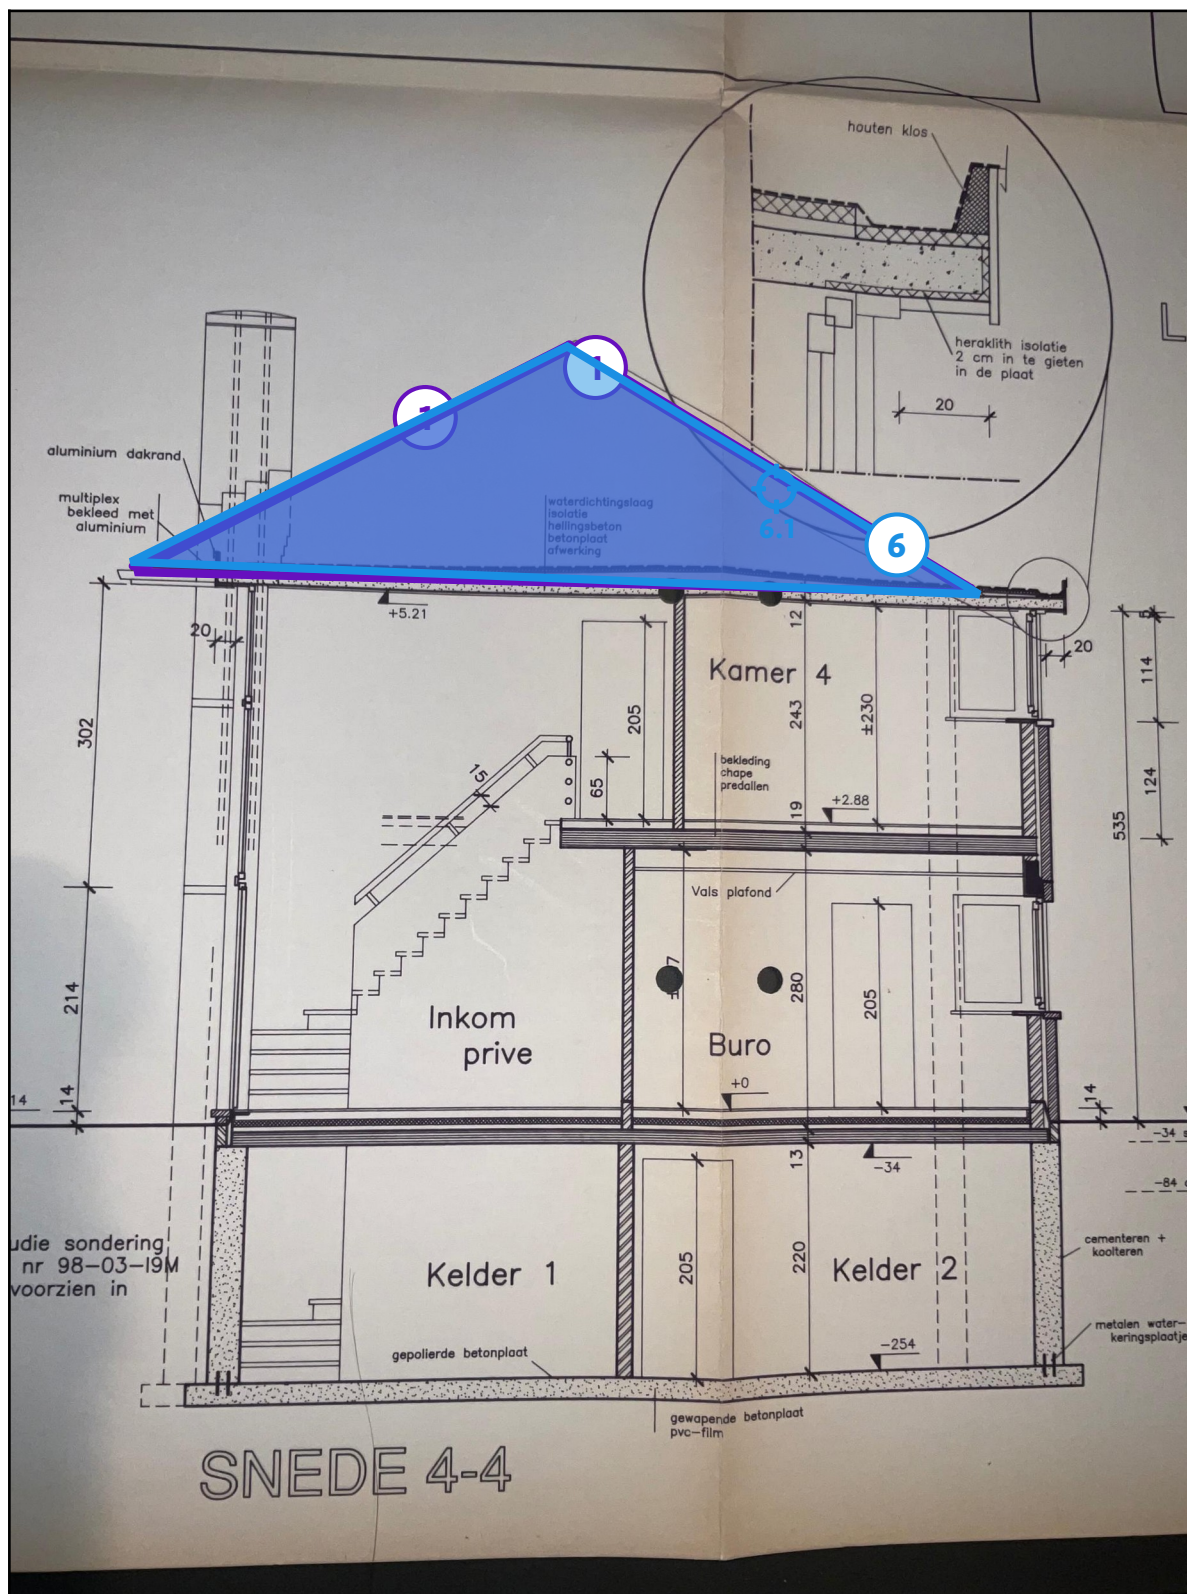 houten klos
heraklith isolatie
2 cm in te gieten
in de plaat
20
1
1
6.1
6
aluminium dakrand
multiplex
bekleed met
aluminium
waterdichtingslaag
isolatie
hellingsbeton
betonplaat
afwerking
+5.21
20
12
5
20
114
Kamer 4
302
205
243
±230
15
65
bekleding
chape
predallen
124
19
+2.88
535
Vals plafond
214
280
205
Inkom
prive
Buro
+0
14
14
14
-34
-34
13
-84
udie sondering
nr 98-03-19M
voorzien in
Kelder 1
205
220
Kelder 2
cementeren +
koolteren
gepolierde betonplaat
-254
metalen water-
keringsplaatje
gewapende betonplaat
pvc-film
SNEDE 4-4